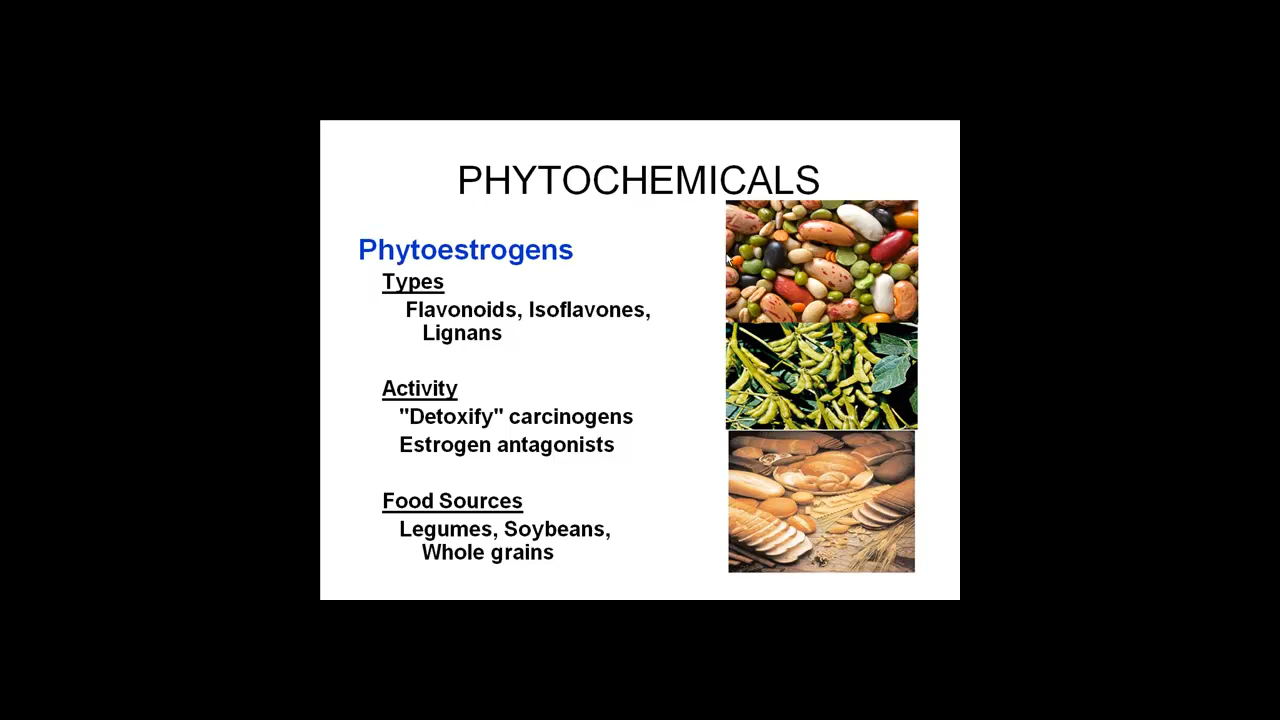 PHYTOCHEMICALS
Phytoestrogens
Types
Flavonoids, Isoflavones,
Lignans
Activity
"Detoxify" carcinogens
Estrogen antagonists
Food Sources
Legumes, Soybeans,
Whole grains